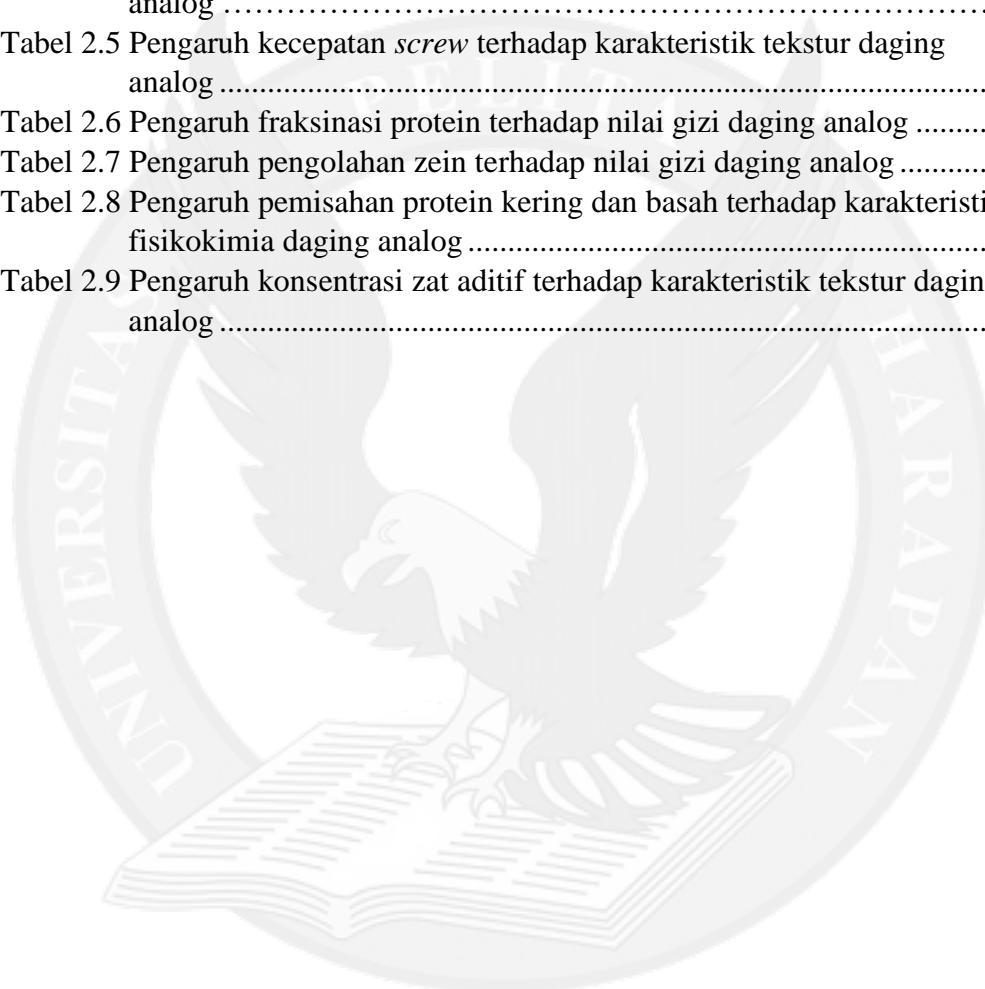 analog ……………………………………………………………………
Tabel 2.5 Pengaruh kecepatan screw terhadap karakteristik tekstur daging
analog ....................................................................................
Tabel 2.6 Pengaruh fraksinasi protein terhadap nilai gizi daging analog .........
Tabel 2.7 Pengaruh pengolahan zein terhadap nilai gizi daging analog ...........
Tabel 2.8 Pengaruh pemisahan protein kering dan basah terhadap karakteristi
fisikokimia daging analog .........................................................
Tabel 2.9 Pengaruh konsentrasi zat aditif terhadap karakteristik tekstur dagin
analog ....................................................................................
UNIVERSITAS PELITA HARAPAN